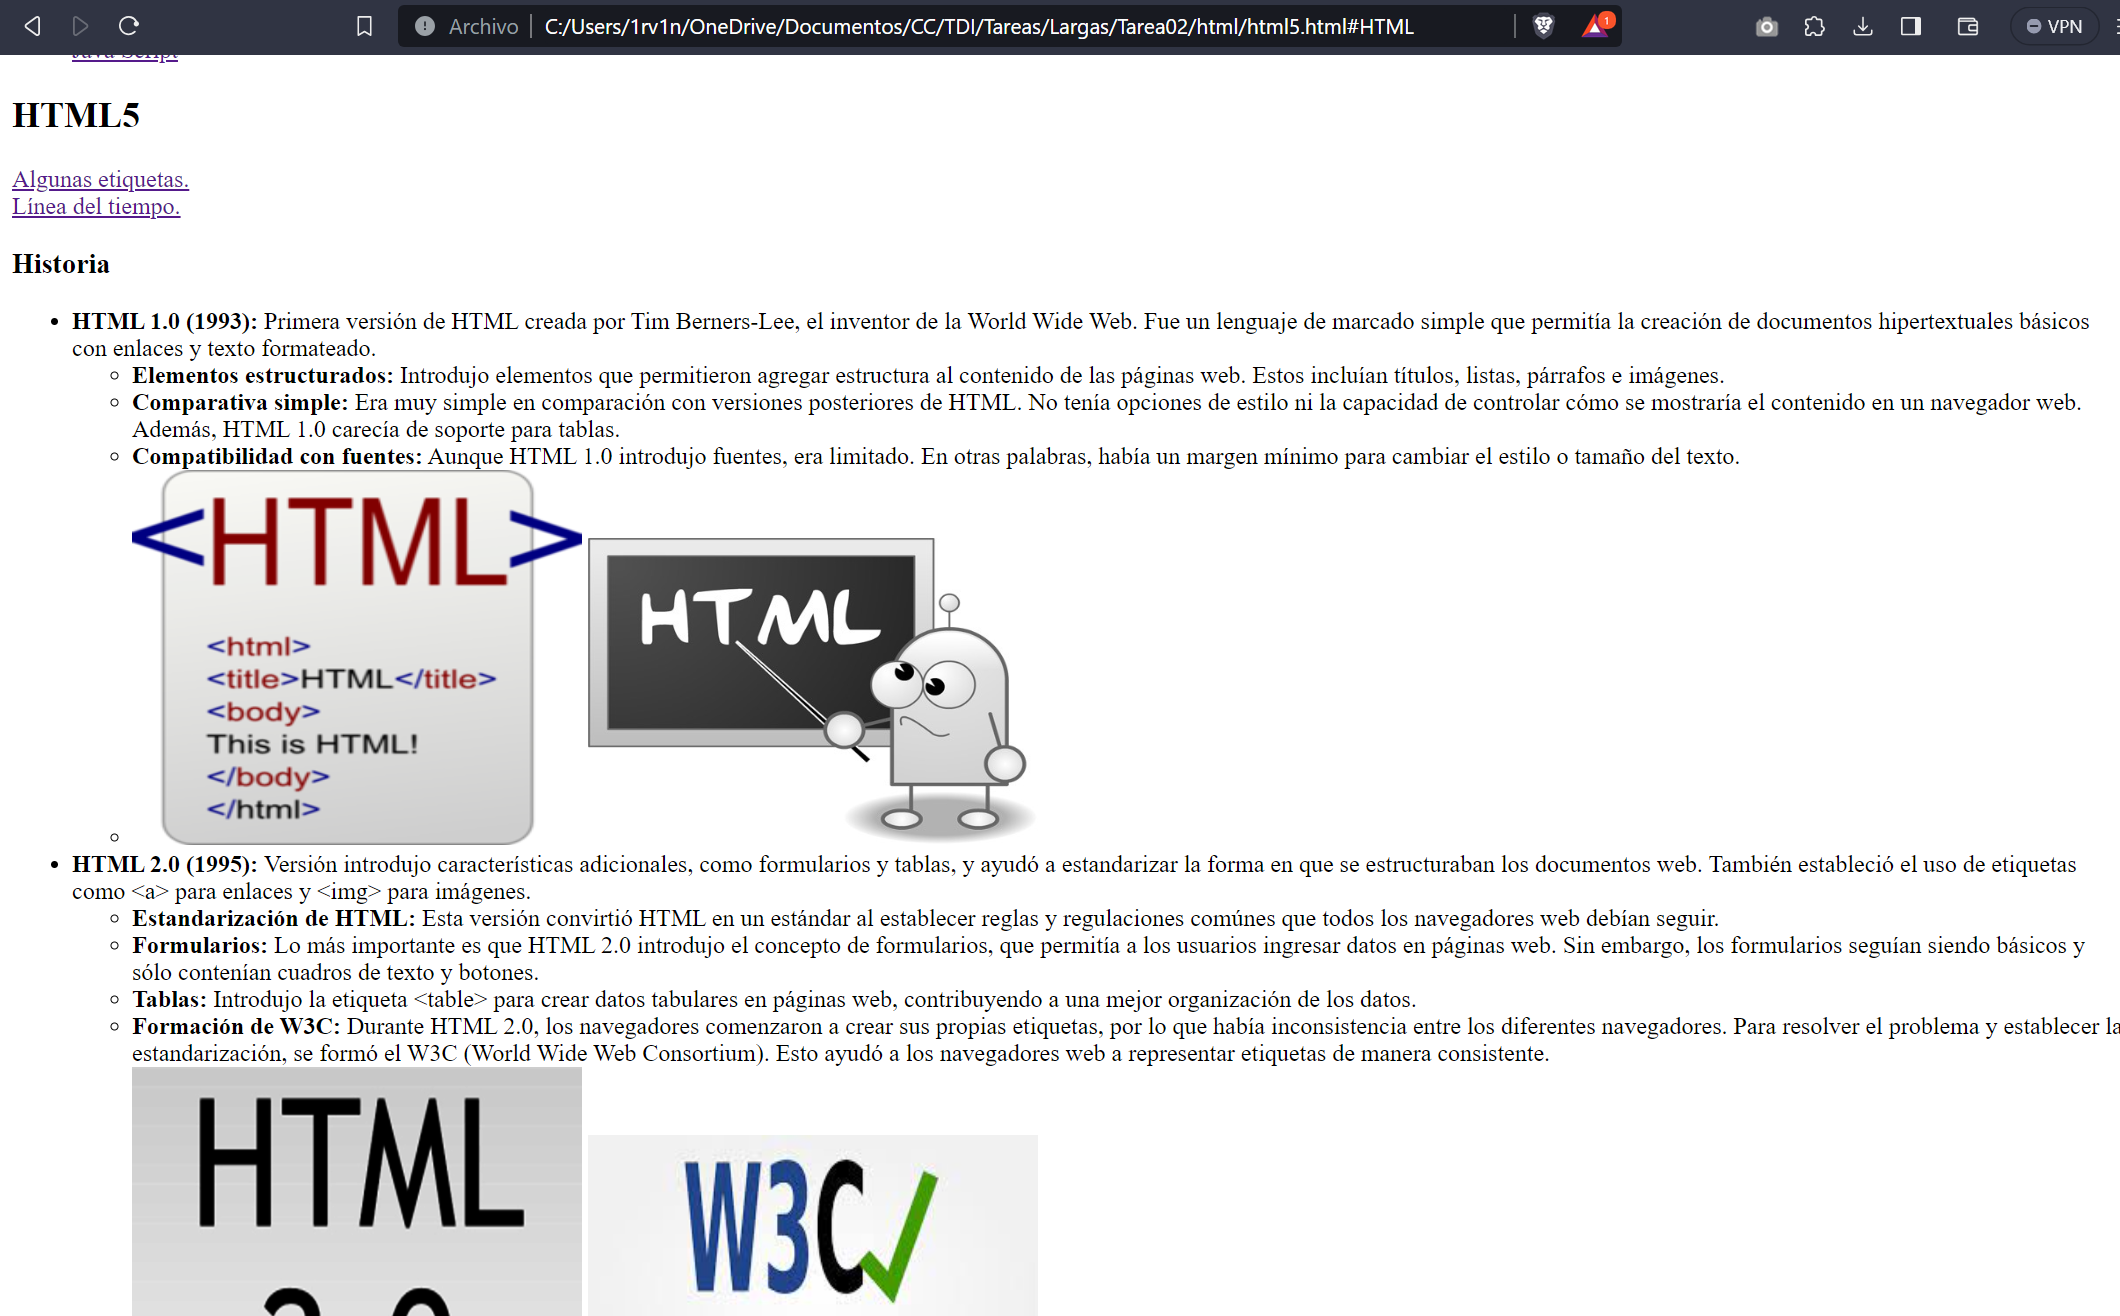 Archivo
C:/Users/1rv1n/OneDrive/Documentos/CC/TDI/Tareas/Largas/Tarea02/html/html5.html#HTML
1
VPN
Java Script
HTML5
Algunas etiquetas.
Línea del tiempo.
Historia
HTML 1.0 (1993): Primera versión de HTML creada por Tim Berners-Lee, el inventor de la World Wide Web. Fue un lenguaje de marcado simple que permitía la creación de documentos hipertextuales básicos
con enlaces y texto formateado.
Elementos estructurados: Introdujo elementos que permitieron agregar estructura al contenido de las páginas web. Estos incluían títulos, listas, párrafos e imágenes.
Comparativa simple: Era muy simple en comparación con versiones posteriores de HTML. No tenía opciones de estilo ni la capacidad de controlar cómo se mostraría el contenido en un navegador web.
Además, HTML 1.0 carecía de soporte para tablas.
Compatibilidad con fuentes: Aunque HTML 1.0 introdujo fuentes, era limitado. En otras palabras, había un margen mínimo para cambiar el estilo o tamaño del texto.
<HTML>
<html>
<title>HTML</title>
<body>
This is HTML!
</body>
</html>
HTML
HTML 2.0 (1995): Versión introdujo características adicionales, como formularios y tablas, y ayudó a estandarizar la forma en que se estructuraban los documentos web. También estableció el uso de etiquetas
como <a> para enlaces y <img> para imágenes.
Estandarización de HTML: Esta versión convirtió HTML en un estándar al establecer reglas y regulaciones comúnes que todos los navegadores web debían seguir.
Formularios: Lo más importante es que HTML 2.0 introdujo el concepto de formularios, que permitía a los usuarios ingresar datos en páginas web. Sin embargo, los formularios seguían siendo básicos y
sólo contenían cuadros de texto y botones.
Tablas: Introdujo la etiqueta <table> para crear datos tabulares en páginas web, contribuyendo a una mejor organización de los datos.
Formación de W3C: Durante HTML 2.0, los navegadores comenzaron a crear sus propias etiquetas, por lo que había inconsistencia entre los diferentes navegadores. Para resolver el problema y establecer la
estandarización, se formó el W3C (World Wide Web Consortium). Esto ayudó a los navegadores web a representar etiquetas de manera consistente.
HTML
W3C